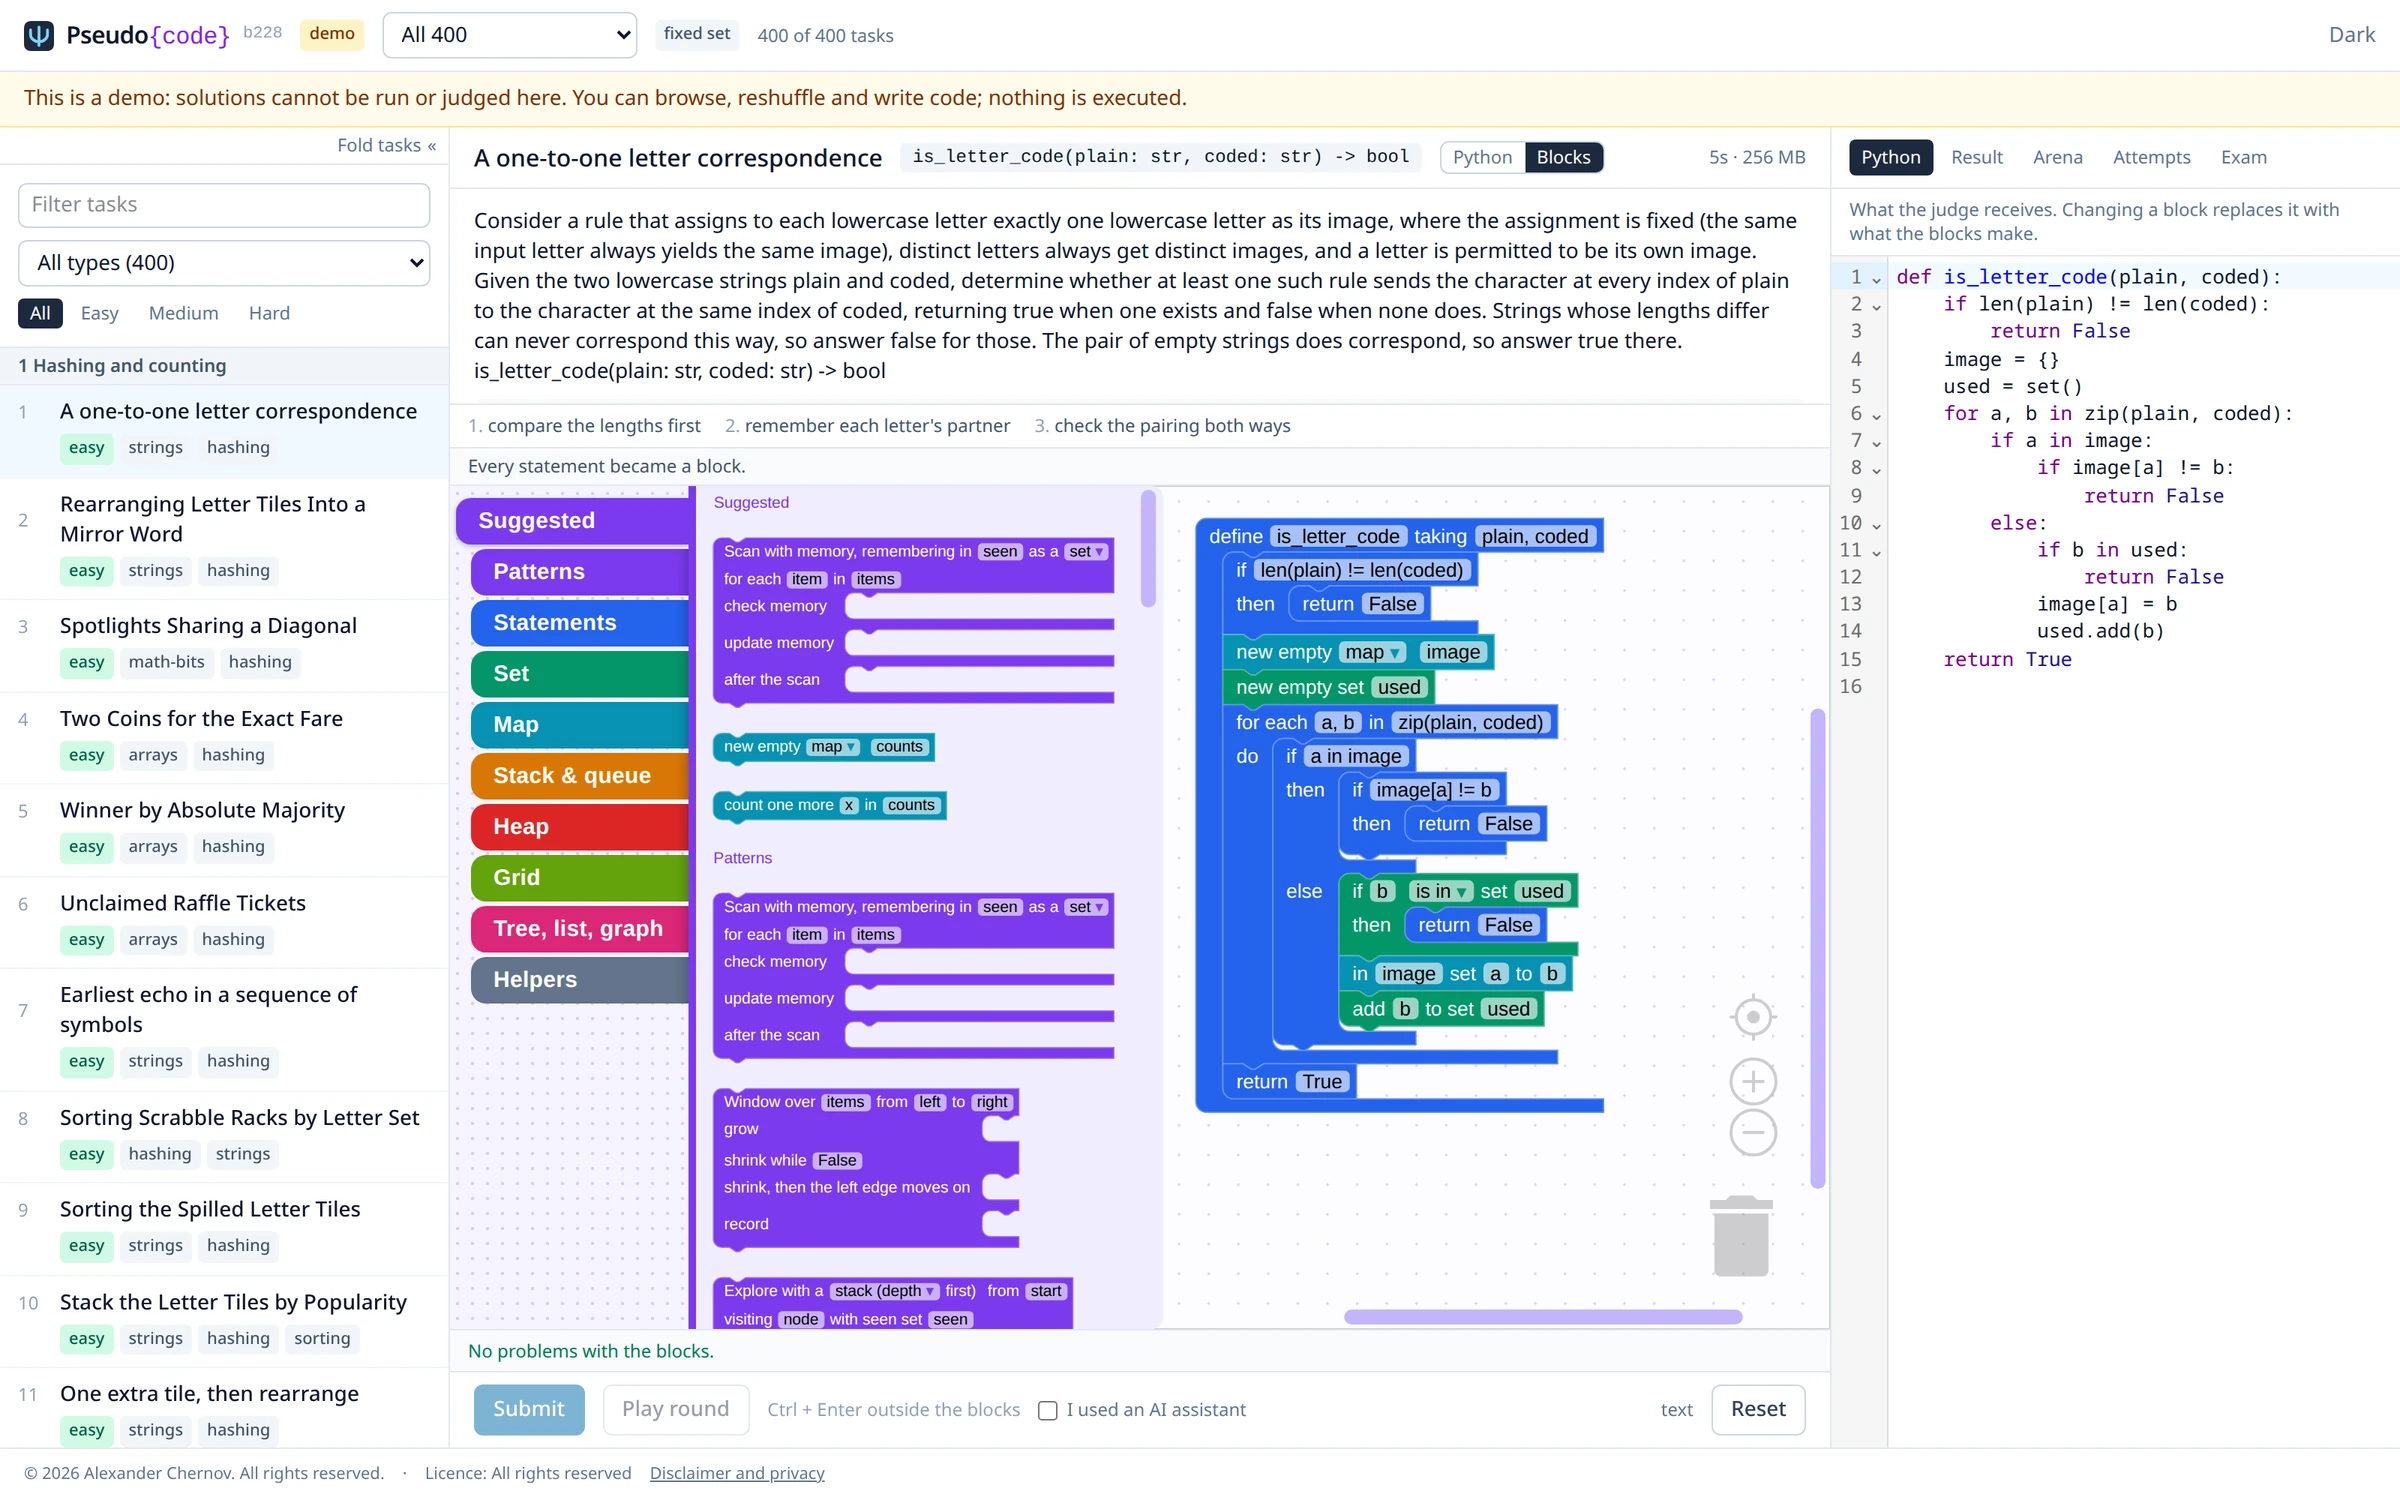 Pseudo{code} b228 demo All 400 fixed set 400 of 400 tasks Dark
This is a demo: solutions cannot be run or judged here. You can browse, reshuffle and write code; nothing is executed.
Fold tasks «
Filter tasks
All types (400)
All Easy Medium Hard
1 Hashing and counting
1 A one-to-one letter correspondence
easy strings hashing
2 Rearranging Letter Tiles Into a
Mirror Word
easy strings hashing
3 Spotlights Sharing a Diagonal
easy math-bits hashing
4 Two Coins for the Exact Fare
easy arrays hashing
5 Winner by Absolute Majority
easy arrays hashing
6 Unclaimed Raffle Tickets
easy arrays hashing
7 Earliest echo in a sequence of
symbols
easy strings hashing
8 Sorting Scrabble Racks by Letter Set
easy hashing strings
9 Sorting the Spilled Letter Tiles
easy strings hashing
10 Stack the Letter Tiles by Popularity
easy strings hashing sorting
11 One extra tile, then rearrange
easy strings hashing
A one-to-one letter correspondence is_letter_code(plain: str, coded: str) -> bool Python Blocks 5s · 256 MB
Consider a rule that assigns to each lowercase letter exactly one lowercase letter as its image, where the assignment is fixed (the same
input letter always yields the same image), distinct letters always get distinct images, and a letter is permitted to be its own image.
Given the two lowercase strings plain and coded, determine whether at least one such rule sends the character at every index of plain
to the character at the same index of coded, returning true when one exists and false when none does. Strings whose lengths differ
can never correspond this way, so answer false for those. The pair of empty strings does correspond, so answer true there.
is_letter_code(plain: str, coded: str) -> bool
1. compare the lengths first 2. remember each letter's partner 3. check the pairing both ways
Every statement became a block.
Suggested
Patterns
Statements
Set
Map
Stack & queue
Heap
Grid
Tree, list, graph
Helpers
Suggested
Scan with memory, remembering in seen as a set ▾
for each item in items
check memory
update memory
after the scan
new empty map ▾ counts
count one more x in counts
Patterns
Scan with memory, remembering in seen as a set ▾
for each item in items
check memory
update memory
after the scan
Window over items from left to right
grow
shrink while False
shrink, then the left edge moves on
record
Explore with a stack (depth ▾ first) from start
visiting node with seen set seen
define is_letter_code taking plain, coded
if len(plain) != len(coded)
then return False
new empty map ▾ image
new empty set used
for each a, b in zip(plain, coded)
do if a in image
then if image[a] != b
then return False
else if b is in ▾ set used
then return False
in image set a to b
add b to set used
return True
No problems with the blocks.
Submit Play round Ctrl + Enter outside the blocks I used an AI assistant text Reset
Python Result Arena Attempts Exam
What the judge receives. Changing a block replaces it with
what the blocks make.
1 def is_letter_code(plain, coded):
2 if len(plain) != len(coded):
3 return False
4 image = {}
5 used = set()
6 for a, b in zip(plain, coded):
7 if a in image:
8 if image[a] != b:
9 return False
10 else:
11 if b in used:
12 return False
13 image[a] = b
14 used.add(b)
15 return True
16
© 2026 Alexander Chernov. All rights reserved. · Licence: All rights reserved Disclaimer and privacy